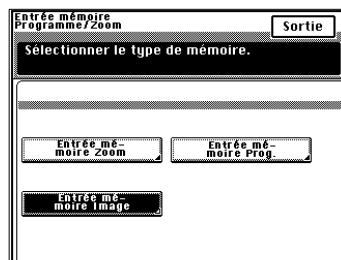 Entrée mémoire
Programme/Zoom
Sortie
Sélectionner le type de mémoire.
Entrée mé-
moire Zoom
Entrée mé-
moire Prog.
Entrée mé-
moire Image